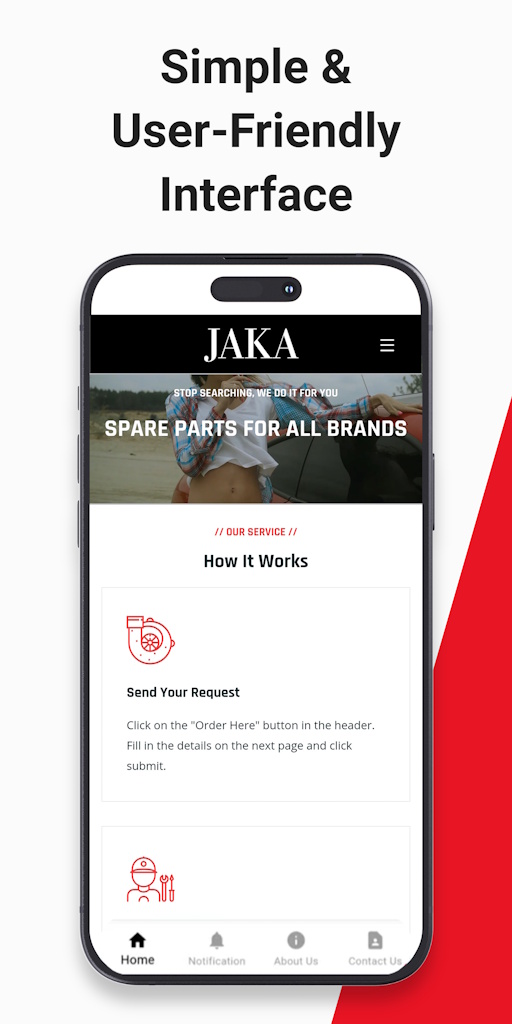 Simple &
User-Friendly
Interface
JAKA
STOP SEARCHING, WE DO IT FOR YOU
SPARE PARTS FOR ALL BRANDS
// OUR SERVICE //
How It Works
Send Your Request
Click on the "Order Here" button in the header.
Fill in the details on the next page and click
submit.
Home
Notification
About Us
Contact Us